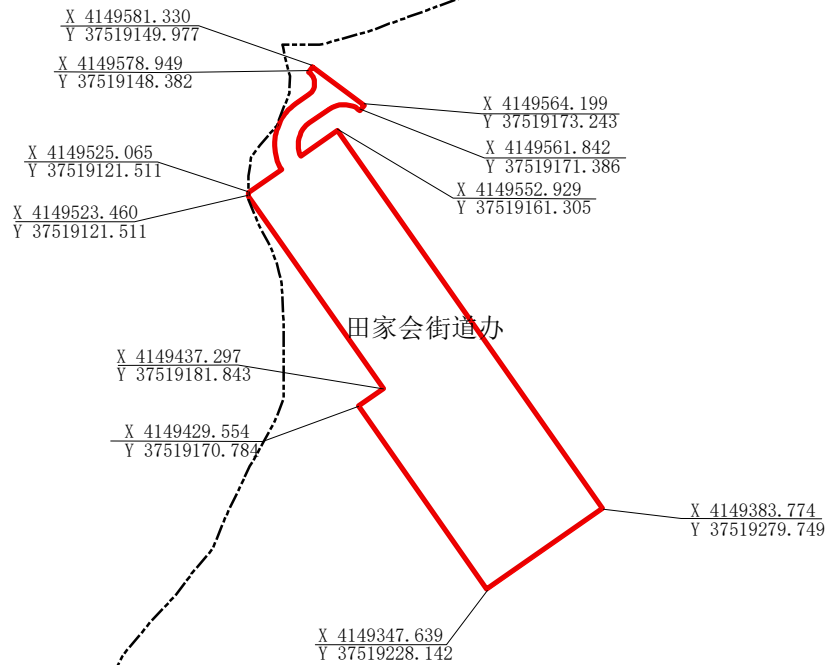 X 4149581.330
Y 37519149.977
X 4149578.949
Y 37519148.382
X 4149564.199
Y 37519173.243
X 4149561.842
Y 37519171.386
X 4149525.065
Y 37519121.511
X 4149552.929
Y 37519161.305
X 4149523.460
Y 37519121.511
田家会街道办
X 4149437.297
Y 37519181.843
X 4149429.554
Y 37519170.784
X 4149383.774
Y 37519279.749
X 4149347.639
Y 37519228.142